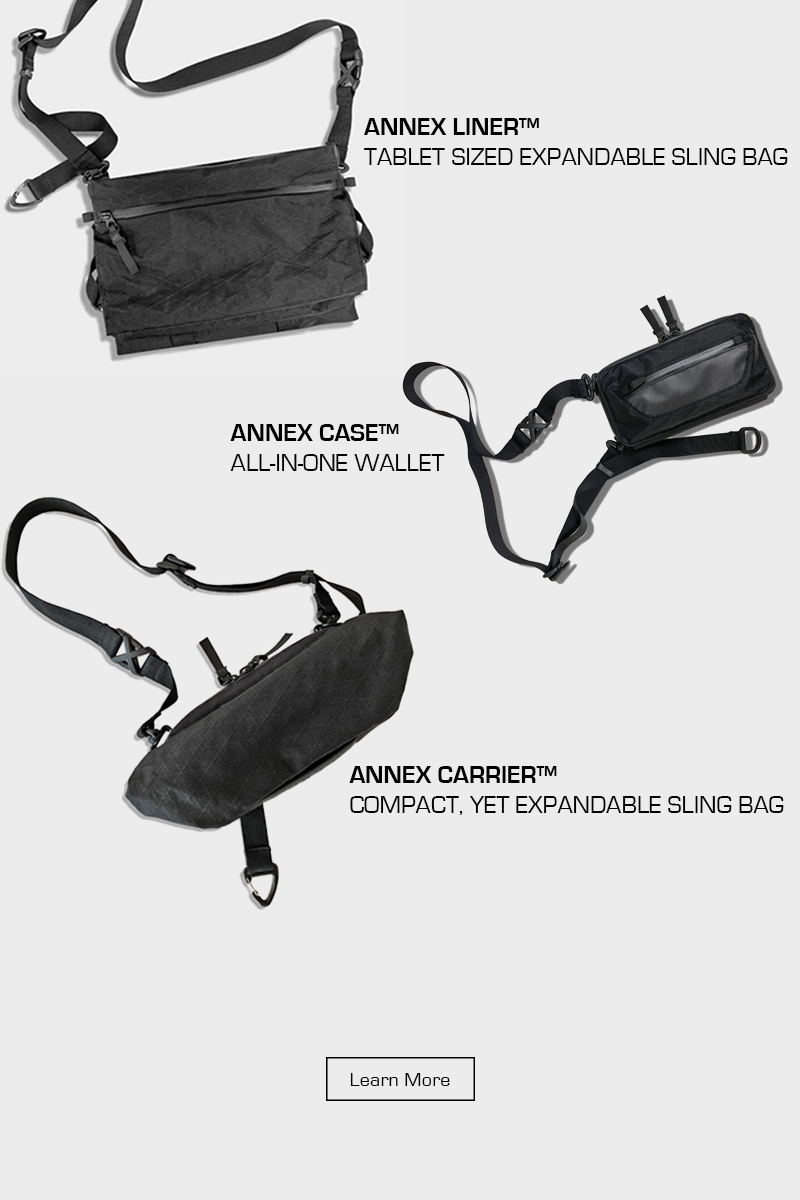 ANNEX LINER™
TABLET SIZED EXPANDABLE SLING BAG
ANNEX CASE™
ALL-IN-ONE WALLET
ANNEX CARRIER™
COMPACT, YET EXPANDABLE SLING BAG
Learn More